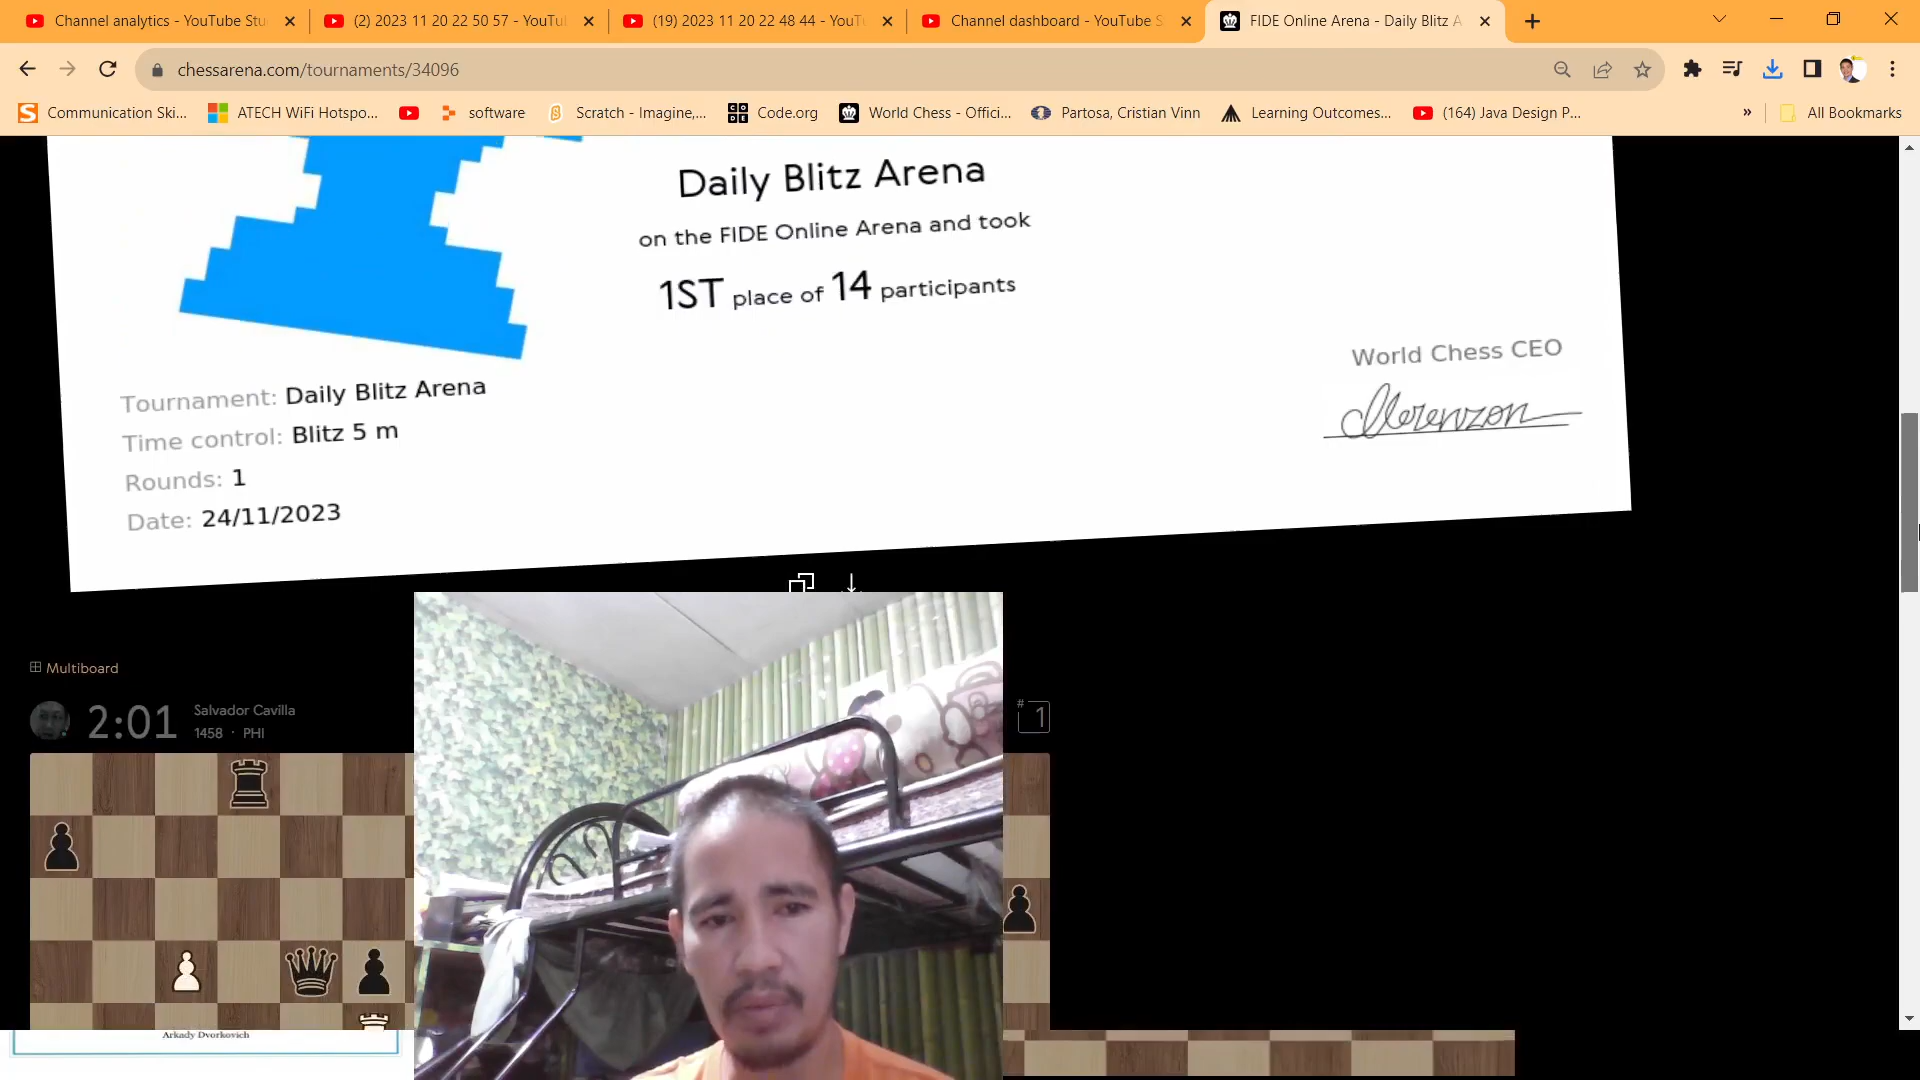 Channel analytics - YouTube Stu
(2) 2023 11 20 22 50 57 - YouTu
(19) 2023 11 20 22 48 44 - YouT
Channel dashboard - YouTube S
FIDE Online Arena - Daily Blitz A
chessarena.com/tournaments/34096
Communication Ski...
ATECH WiFi Hotspo...
software
Scratch - Imagine,...
Code.org
World Chess - Offici...
Partosa, Cristian Vinn
Learning Outcomes...
(164) Java Design P...
»
All Bookmarks
Daily Blitz Arena
on the FIDE Online Arena and took
1ST place of 14 participants
World Chess CEO
Merenzon
Tournament: Daily Blitz Arena
Time control: Blitz 5 m
Rounds: 1
Date: 24/11/2023
Multiboard
2:01
Salvador Cavilla
1458 · PHI
# 1
Arkady Dvorkovich